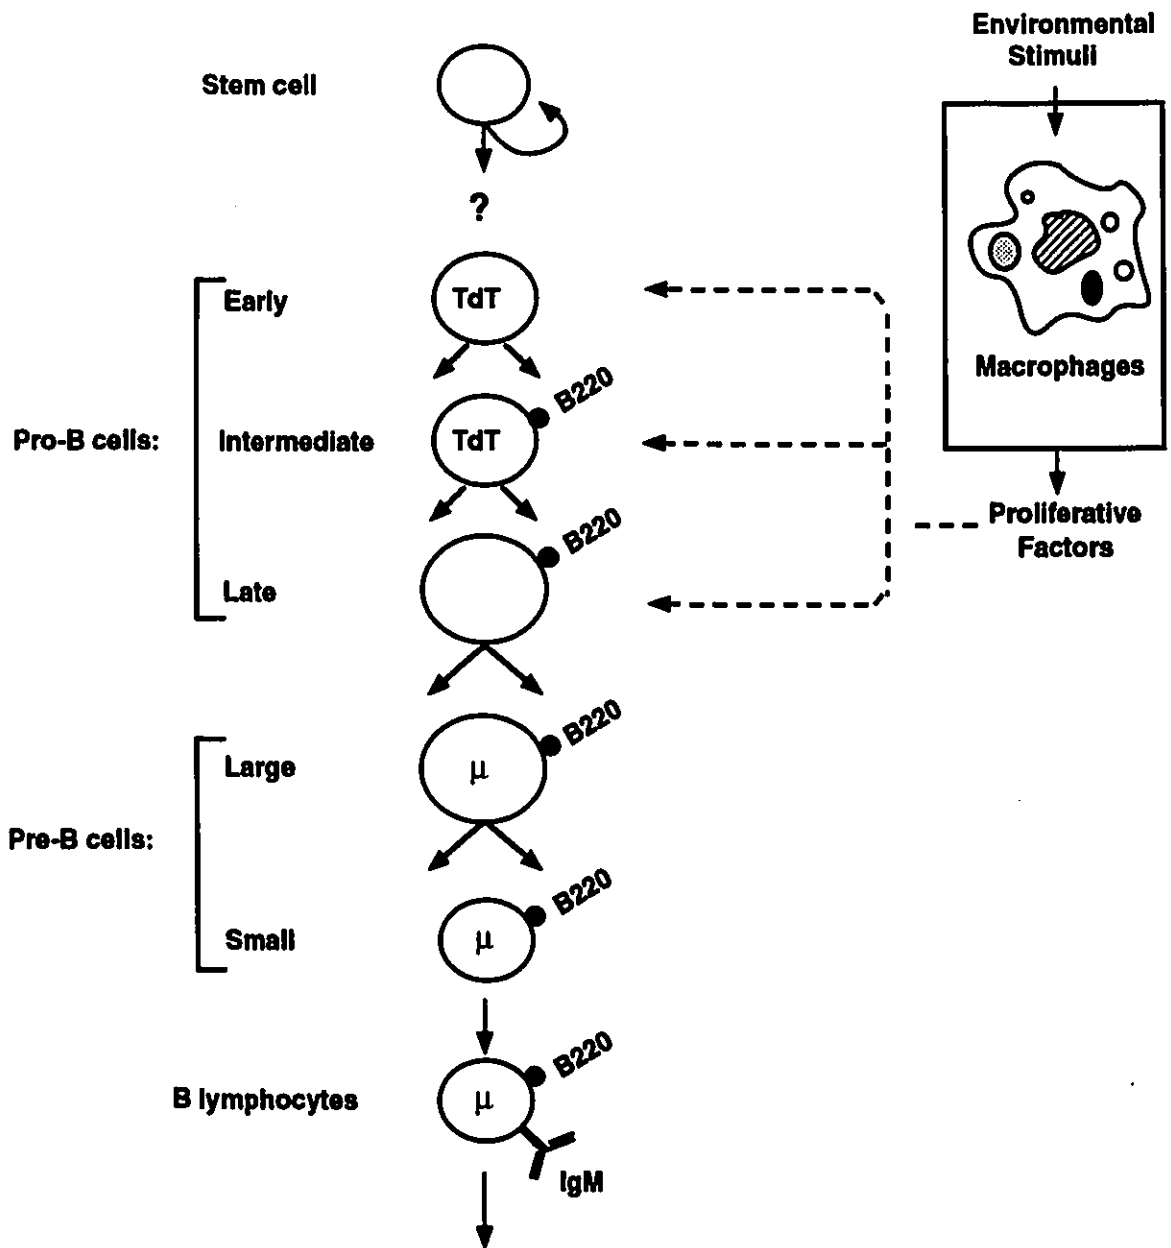 Environmental
Stimuli
Stem cell
?
Early
TdT
Macrophages
B220
Pro-B cells:
Intermediate
TdT
Proliferative
Factors
B220
Late
B220
Large
μ
Pre-B cells:
B220
Small
μ
B220
B lymphocytes
μ
IgM